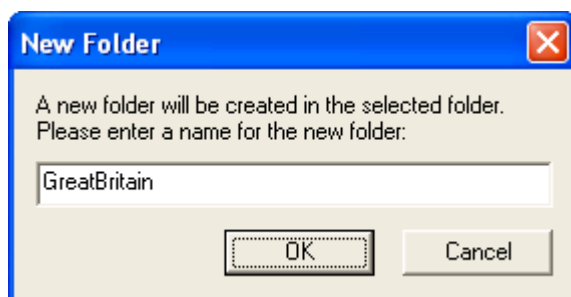 New Folder
A new folder will be created in the selected folder.
Please enter a name for the new folder:
GreatBritain
OK
Cancel